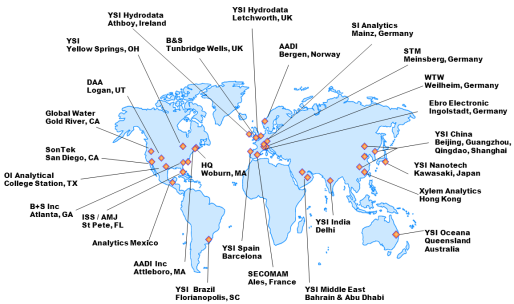 YSI Hydrodata
Athboy, Ireland
YSI Hydrodata
Letchworth, UK
SI Analytics
Mainz, Germany
YSI
Yellow Springs, OH
B&S
Tunbridge Wells, UK
AADI
Bergen, Norway
STM
Meinsberg, Germany
DAA
Logan, UT
WTW
Weilheim, Germany
Global Water
Gold River, CA
Ebro Electronic
Ingolstadt, Germany
SonTek
San Diego, CA
YSI China
Beijing, Guangzhou,
Qingdao, Shanghai
OI Analytical
College Station, TX
HQ
Woburn, MA
YSI Nanotech
Kawasaki, Japan
B+S Inc
Atlanta, GA
Xylem Analytics
Hong Kong
ISS / AMJ
St Pete, FL
YSI India
Delhi
YSI Oceana
Queensland
Australia
Analytics Mexico
YSI Spain
Barcelona
AADI Inc
Attleboro, MA
SECOMAM
Ales, France
YSI Brazil
Florianopolis, SC
YSI Middle East
Bahrain & Abu Dhabi